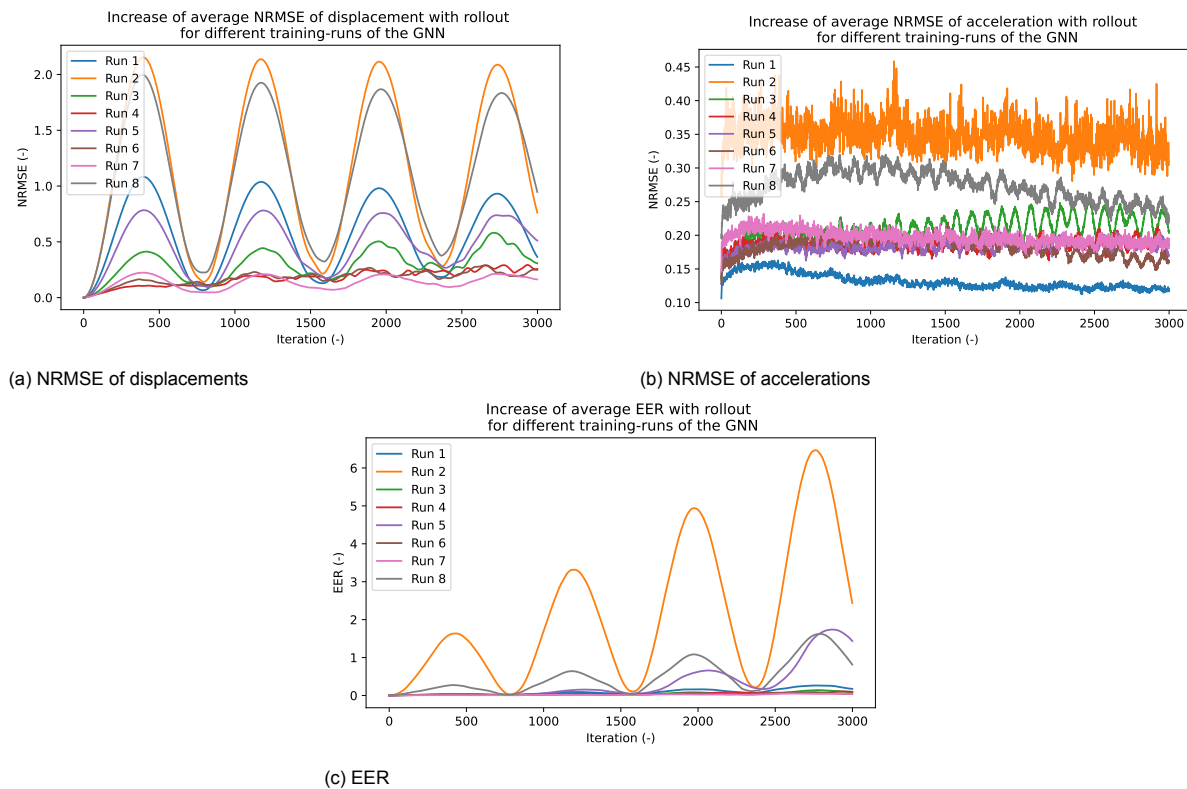 Increase of average NRMSE of displacement with rollout
for different training-runs of the GNN
NRMSE (-)
2.0
1.5
1.0
0.5
0.0
Run 1
Run 2
Run 3
Run 4
Run 5
Run 6
Run 7
Run 8
0 500 1000 1500 2000 2500 3000
Iteration (-)
(a) NRMSE of displacements
Increase of average NRMSE of acceleration with rollout
for different training-runs of the GNN
NRMSE (-)
0.45
0.40
0.35
0.30
0.25
0.20
0.15
0.10
Run 1
Run 2
Run 3
Run 4
Run 5
Run 6
Run 7
Run 8
0 500 1000 1500 2000 2500 3000
Iteration (-)
(b) NRMSE of accelerations
Increase of average EER with rollout
for different training-runs of the GNN
EER (-)
6
5
4
3
2
1
0
Run 1
Run 2
Run 3
Run 4
Run 5
Run 6
Run 7
Run 8
0 500 1000 1500 2000 2500 3000
Iteration (-)
(c) EER